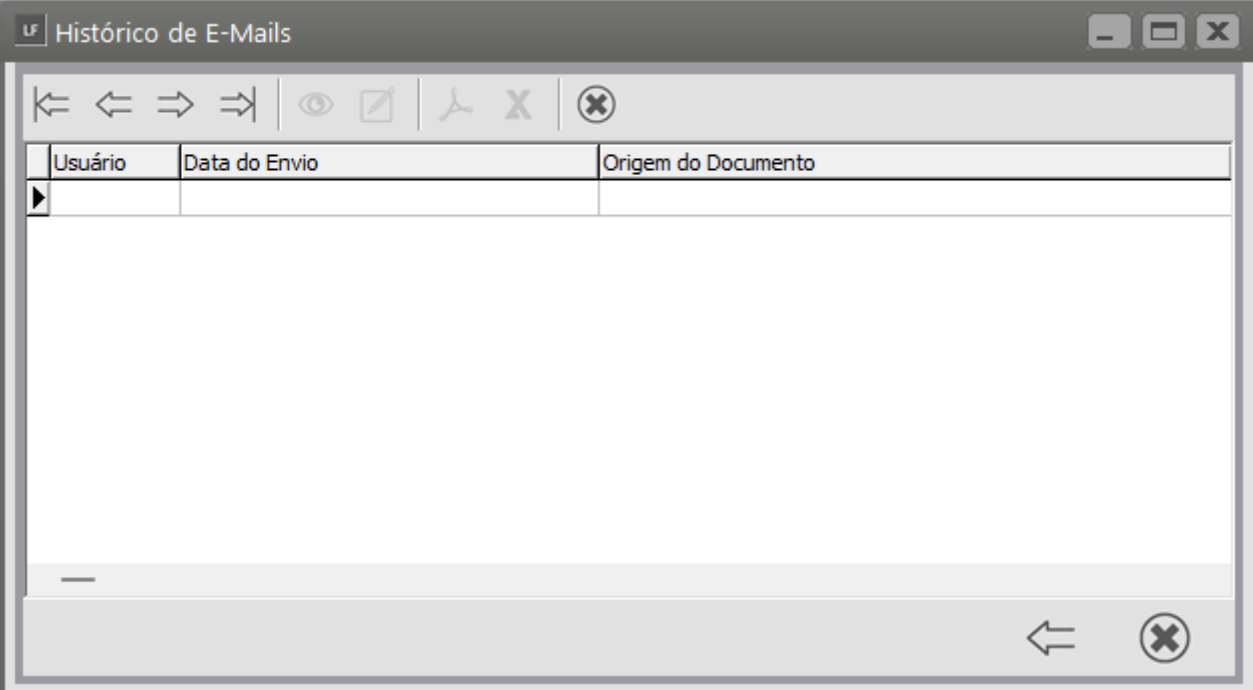 LF Histórico de E-Mails
Usuário Data do Envio Origem do Documento